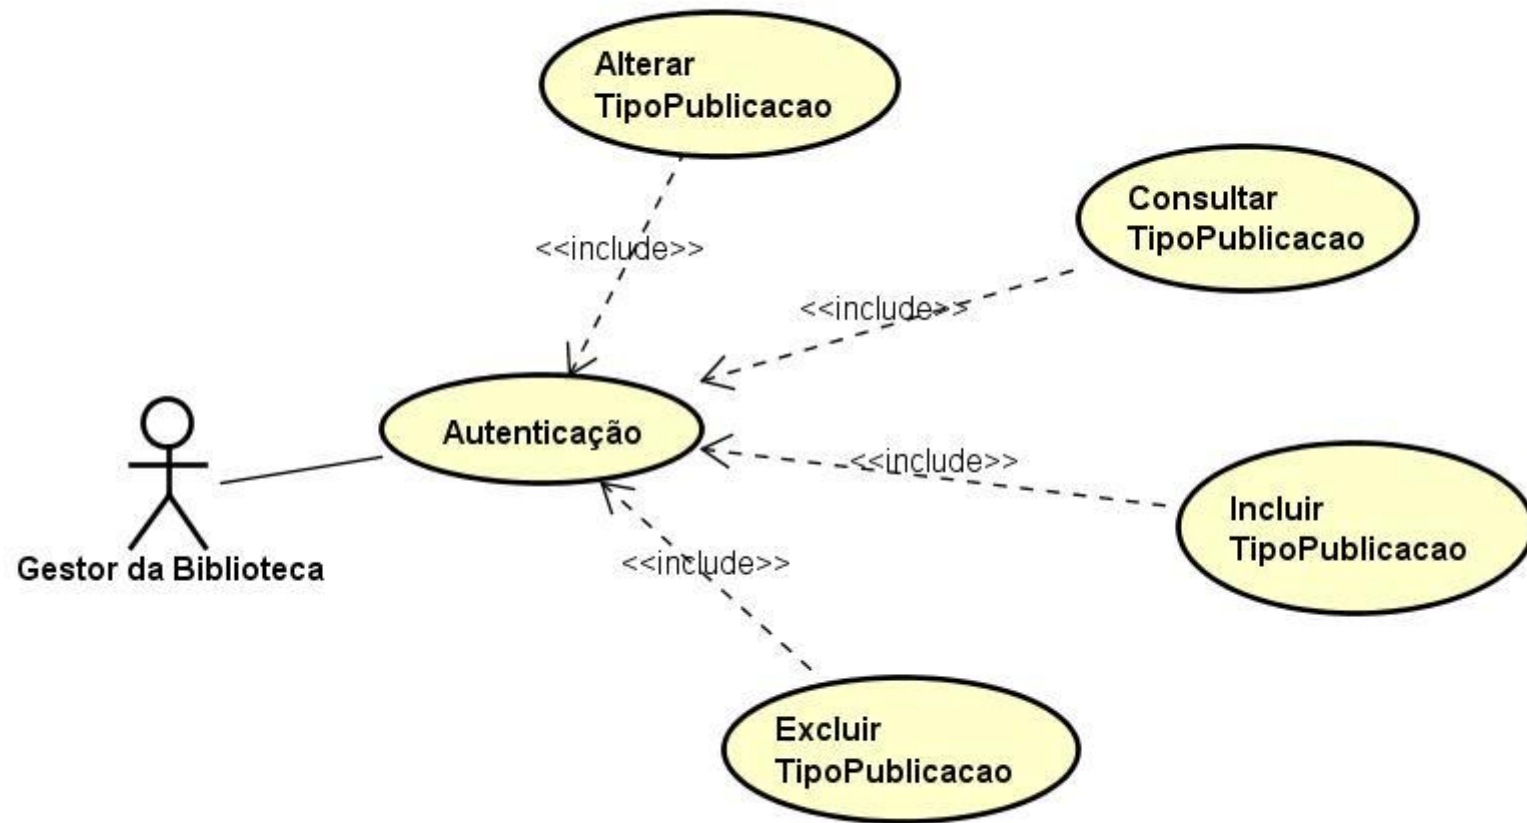 Alterar
TipoPublicacao
Consultar
TipoPublicacao
<<include>>
<<include>>
Autenticação
<<include>>
Incluir
TipoPublicacao
Gestor da Biblioteca
<<include>>
Excluir
TipoPublicacao